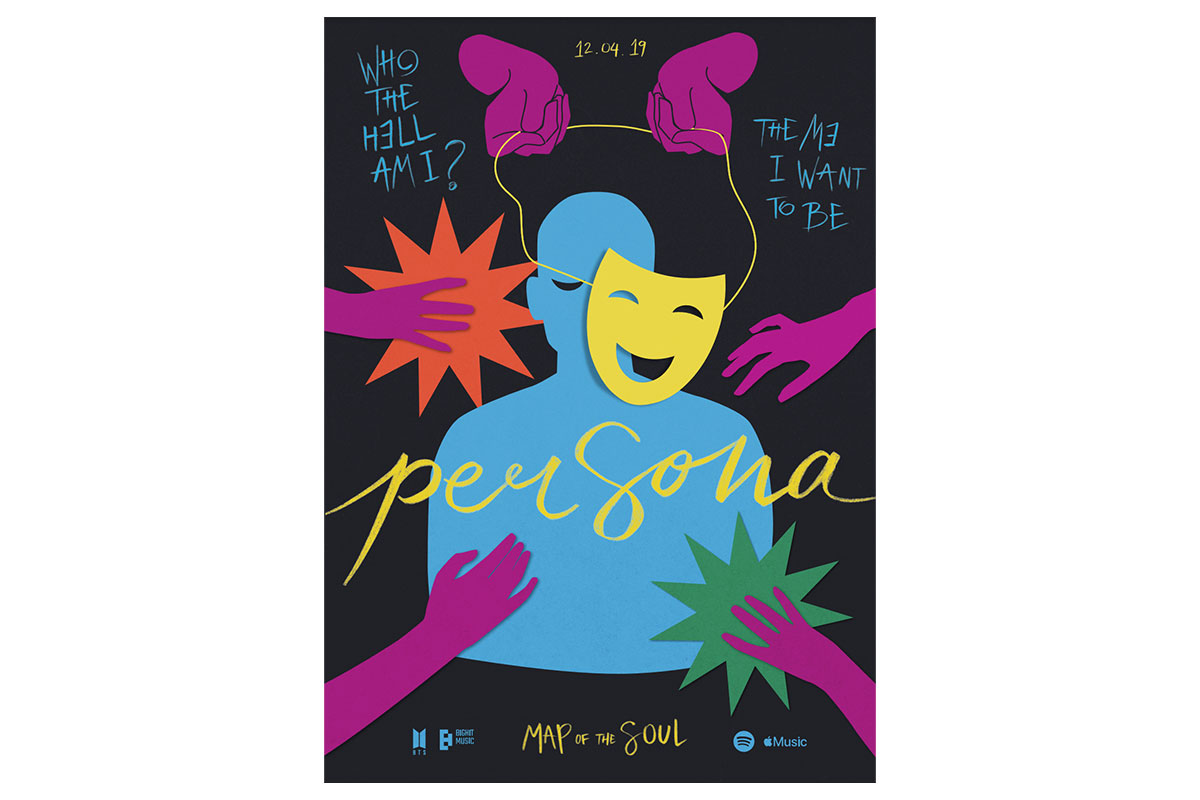 12.04.19
WHO
THE
HELL
AM I?
THE ME
I WANT
TO BE
persona
BTS
BIGHIT
MUSIC
MAP OF THE SOUL
Music